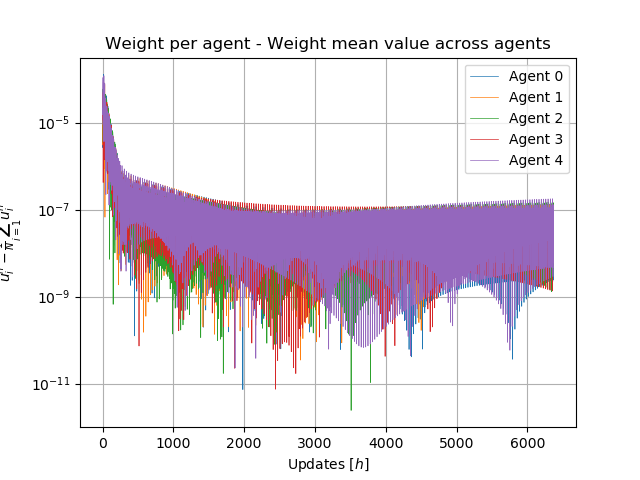 Weight per agent - Weight mean value across agents
Agent 0
Agent 1
Agent 2
Agent 3
Agent 4
10⁻⁵
10⁻⁷
10⁻⁹
10⁻¹¹
0 1000 2000 3000 4000 5000 6000
Updates [h]